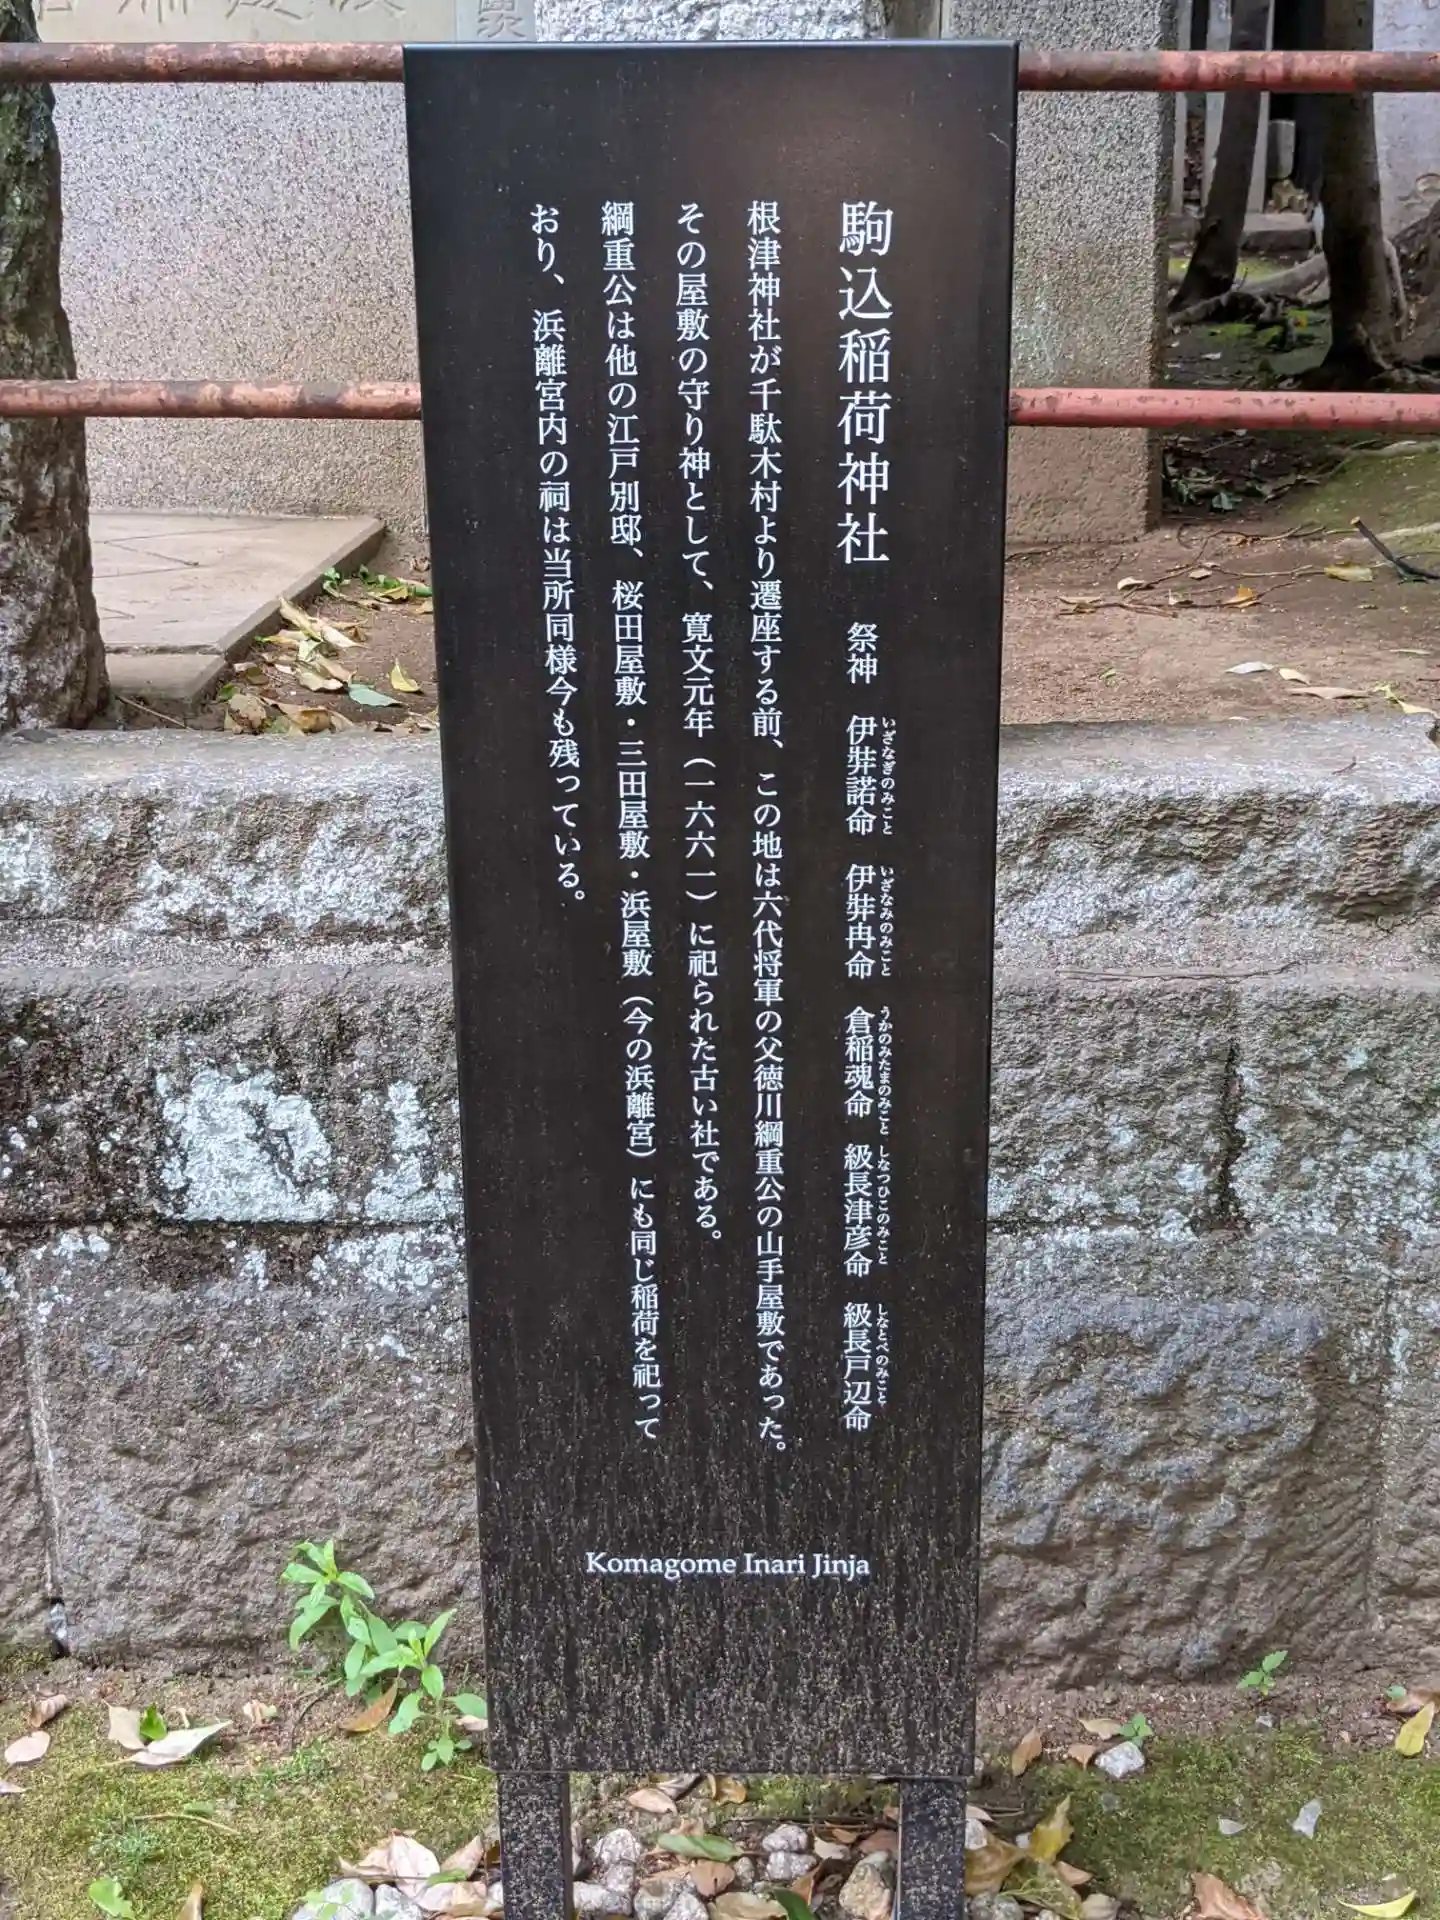 駒込稲荷神社 祭神 伊弉諾命 伊弉冉命 倉稲魂命 級長津彦命 級長戸辺命
いざなぎのみこと いざなみのみこと うかのみたまのみこと しなつひこのみこと しなとべのみこと
根津神社が千駄木村より遷座する前、この地は六代将軍の父徳川綱重公の山手屋敷であった。
その屋敷の守り神として、寛文元年(一六六一)に祀られた古い社である。
綱重公は他の江戸別邸、桜田屋敷・三田屋敷・浜屋敷(今の浜離宮)にも同じ稲荷を祀って
おり、浜離宮内の祠は当所同様今も残っている。
Komagome Inari Jinja